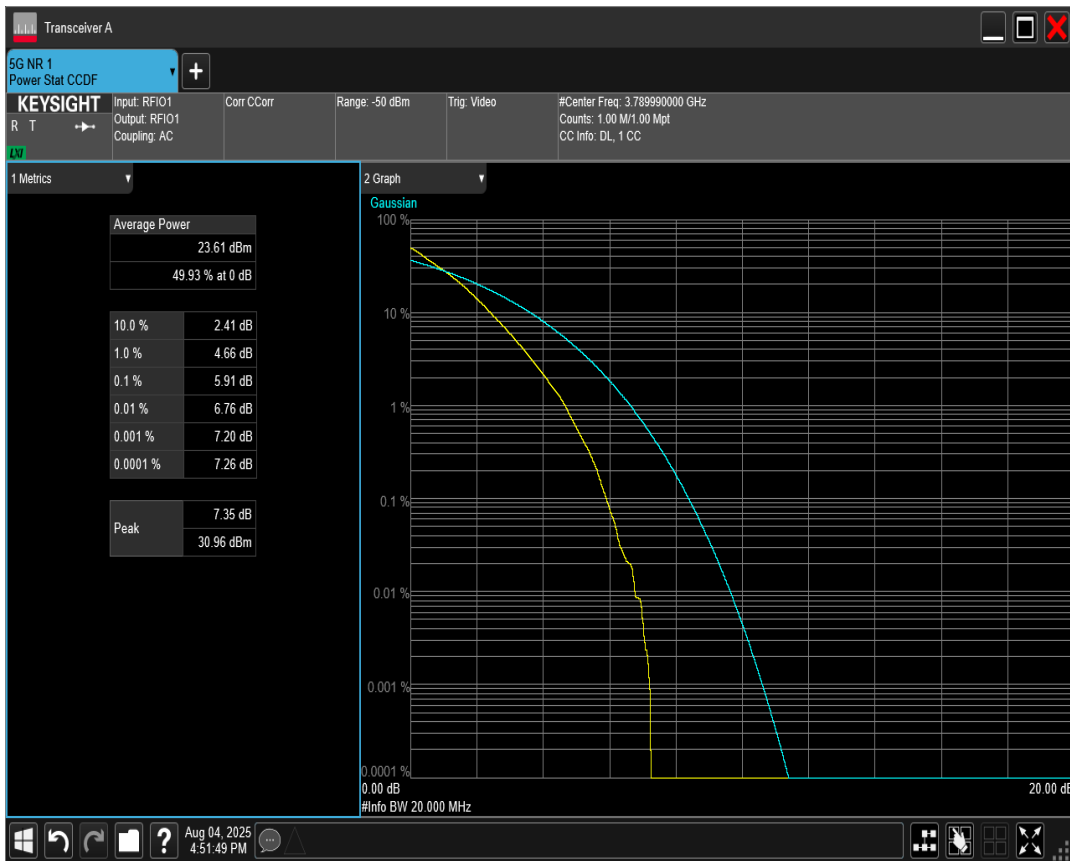 Transceiver A
5G NR 1
Power Stat CCDF
KEYSIGHT
R T
LXI
Input: RFIO1
Output: RFIO1
Coupling: AC
Corr CCorr
Range: -50 dBm
Trig: Video
#Center Freq: 3.789990000 GHz
Counts: 1.00 M/1.00 Mpt
CC Info: DL, 1 CC
1 Metrics
Average Power
23.61 dBm
49.93 % at 0 dB
10.0 % 2.41 dB
1.0 % 4.66 dB
0.1 % 5.91 dB
0.01 % 6.76 dB
0.001 % 7.20 dB
0.0001 % 7.26 dB
Peak 7.35 dB
30.96 dBm
2 Graph
Gaussian
100 %
10 %
1 %
0.1 %
0.01 %
0.001 %
0.0001 %
0.00 dB 20.00 dB
#Info BW 20.000 MHz
?
Aug 04, 2025
4:51:49 PM